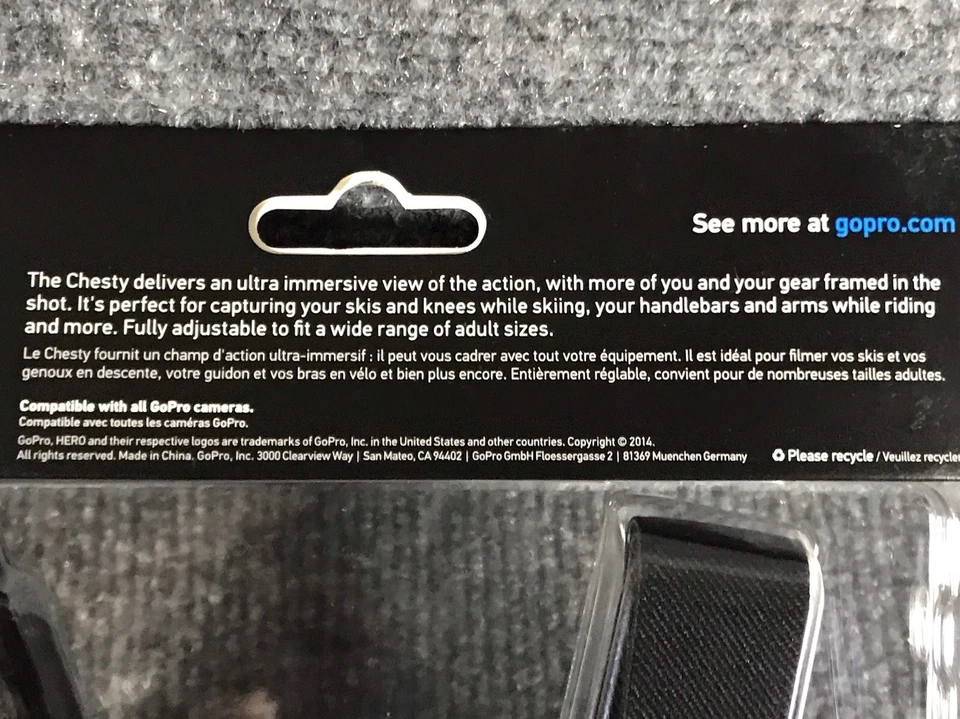 See more at gopro.com
The Chesty delivers an ultra immersive view of the action, with more of you and your gear framed in the
shot. It's perfect for capturing your skis and knees while skiing, your handlebars and arms while riding
and more. Fully adjustable to fit a wide range of adult sizes.
Le Chesty fournit un champ d'action ultra-immersif : il peut vous cadrer avec tout votre équipement. Il est idéal pour filmer vos skis et vos
genoux en descente, votre guidon et vos bras en vélo et bien plus encore. Entièrement réglable, convient pour de nombreuses tailles adultes.
Compatible with all GoPro cameras.
Compatible avec toutes les caméras GoPro.
GoPro, HERO and their respective logos are trademarks of GoPro, Inc. in the United States and other countries. Copyright © 2014.
All rights reserved. Made in China. GoPro, Inc. 3000 Clearview Way | San Mateo, CA 94402 | GoPro GmbH Floessergasse 2 | 81369 Muenchen Germany
Please recycle / Veuillez recycler